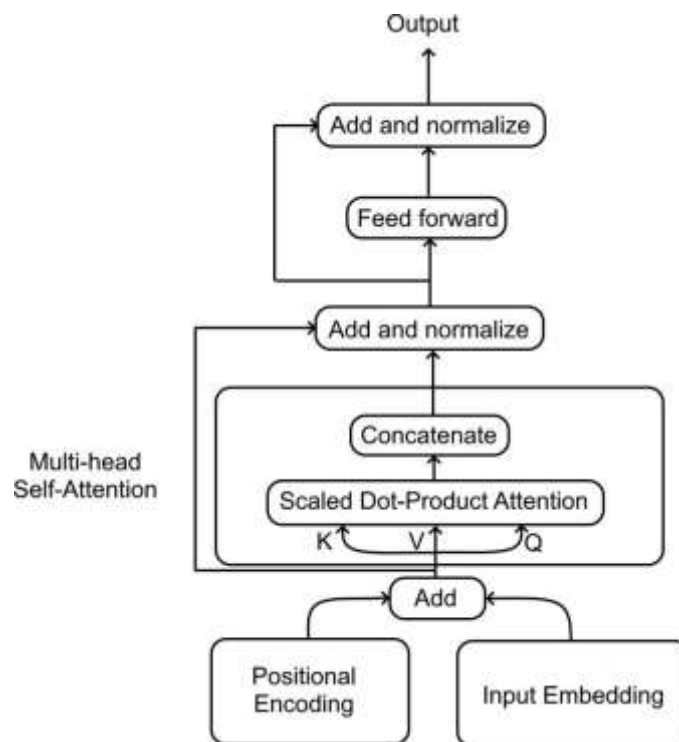 Output
Add and normalize
Feed forward
Add and normalize
Concatenate
Multi-head
Self-Attention
Scaled Dot-Product Attention
K V Q
Add
Positional
Encoding
Input Embedding